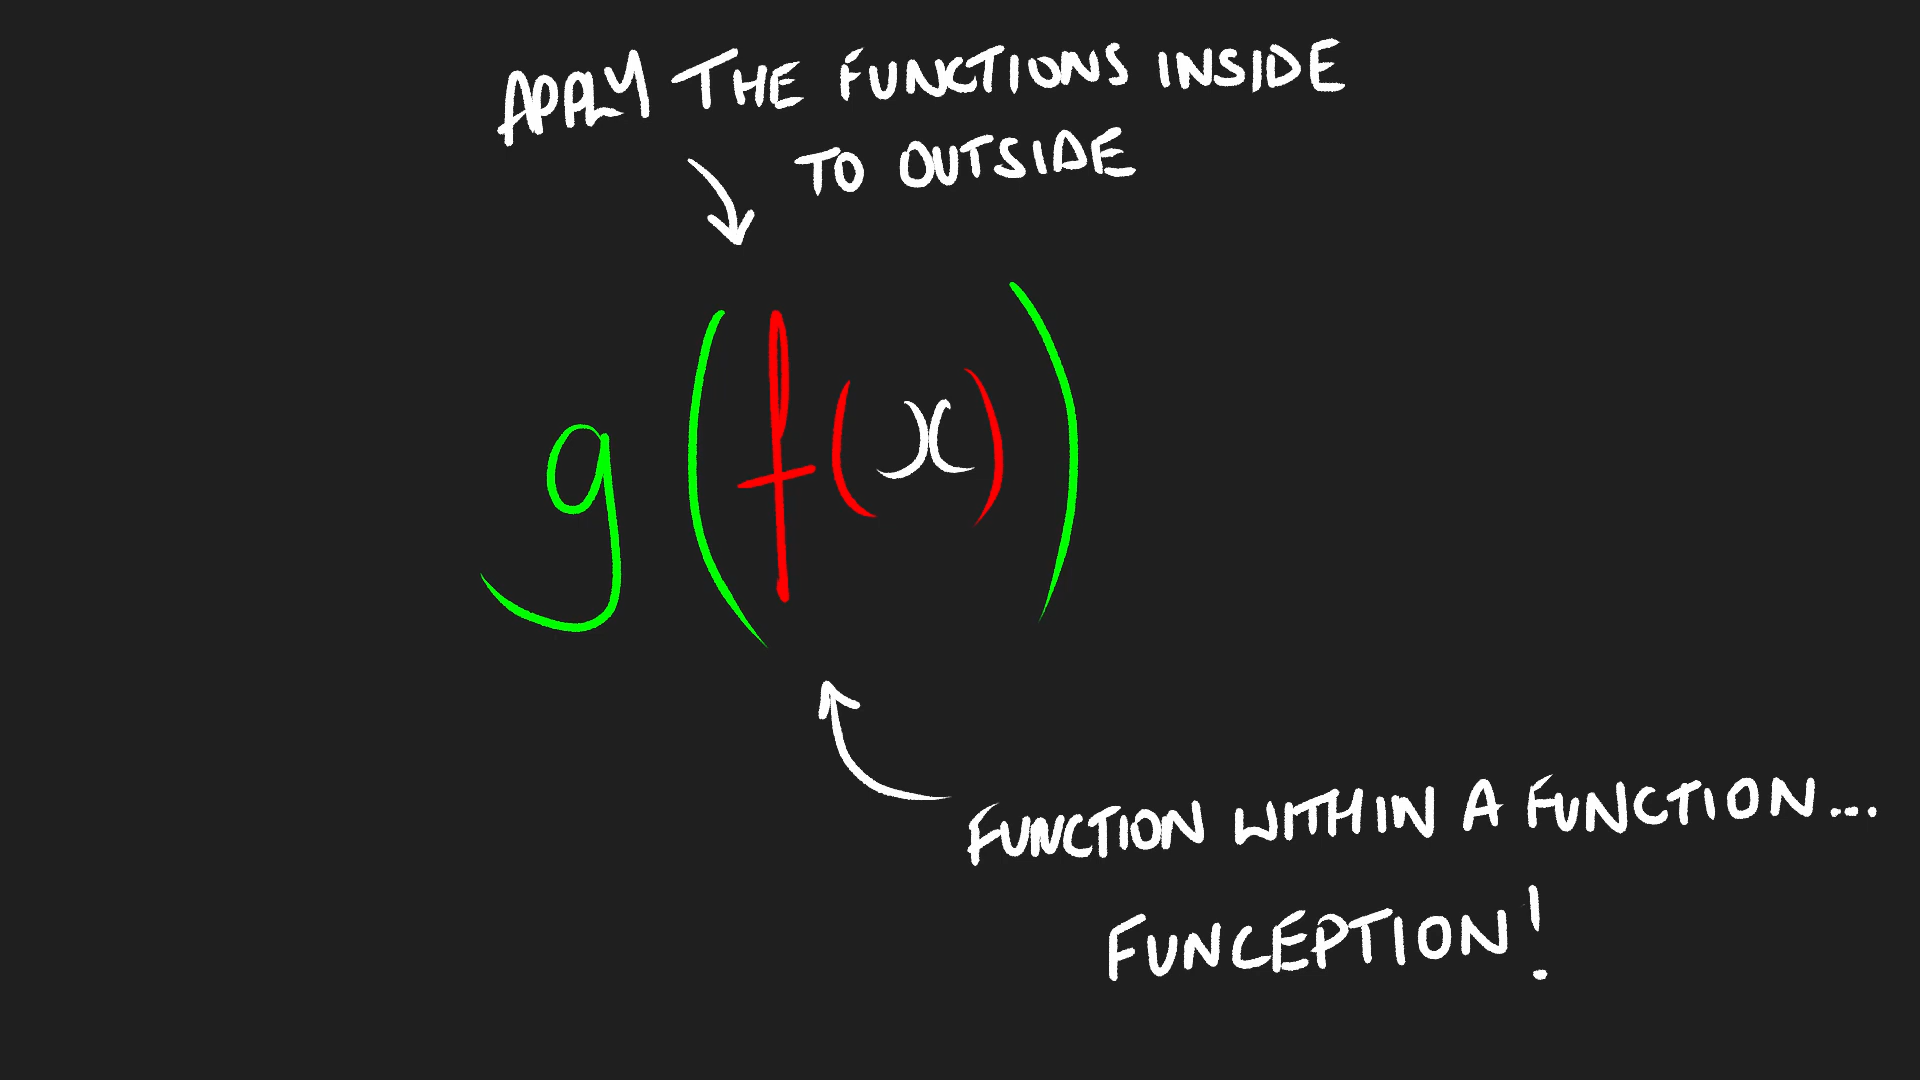 APPLY THE FUNCTIONS INSIDE
TO OUTSIDE
g(f(x))
FUNCTION WITHIN A FUNCTION...
FUNCEPTION!